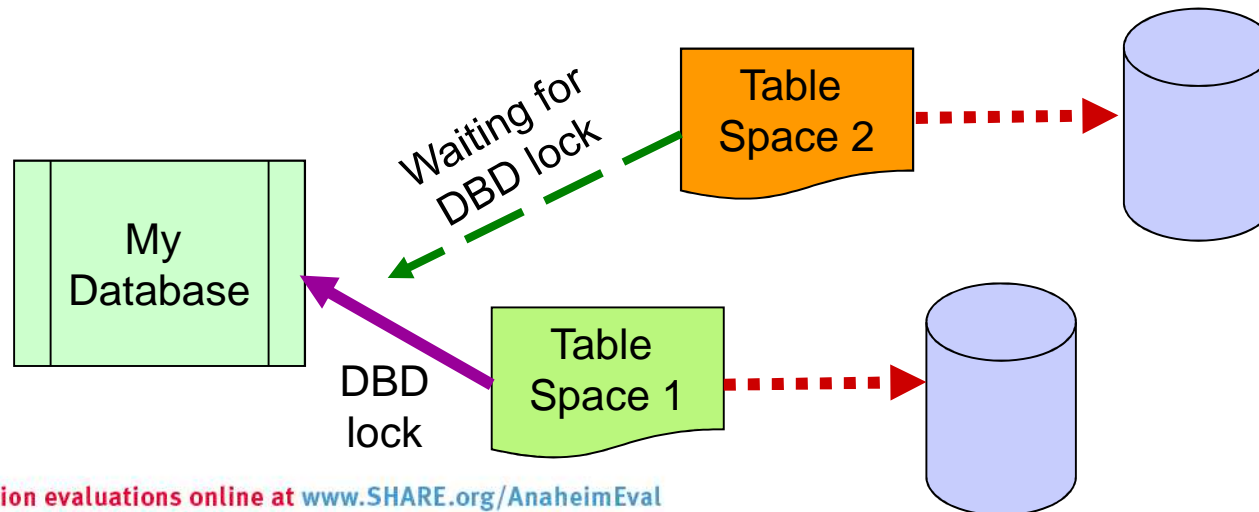 Table
Space 2
Waiting for
DBD lock
My
Database
Table
Space 1
DBD
lock
ion evaluations online at www.SHARE.org/AnaheimEval